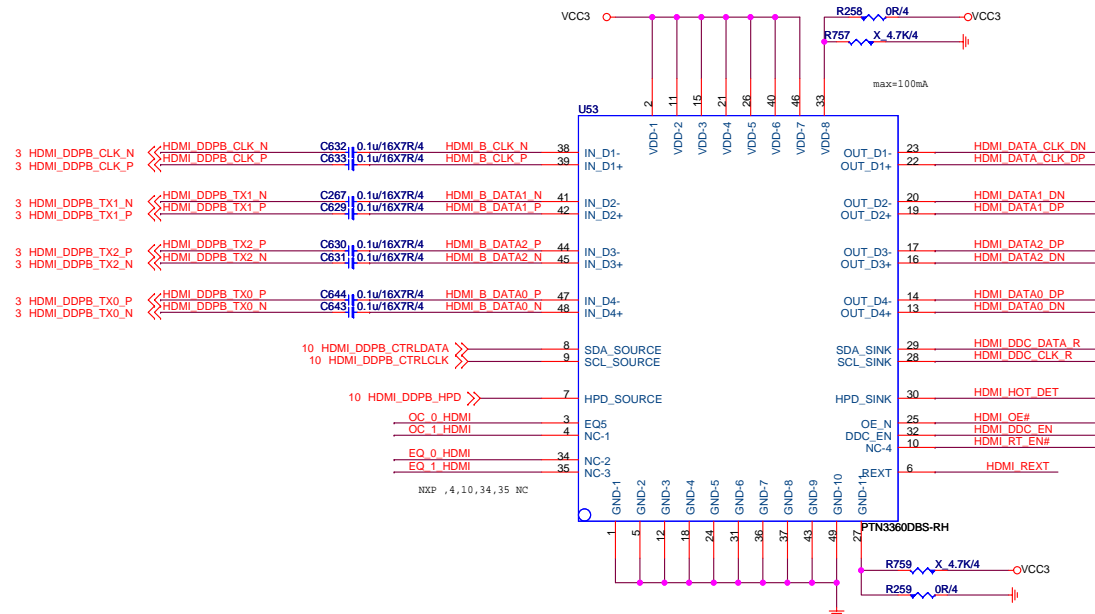 VCC3
R258 0R/4 VCC3
R757 X_4.7K/4
max=100mA
U53
2 11 15 21 26 40 46 33
VDD-1 VDD-2 VDD-3 VDD-4 VDD-5 VDD-6 VDD-7 VDD-8
3 HDMI_DDPB_CLK_N HDMI_DDPB_CLK_N C632 0.1u/16X7R/4 HDMI_B_CLK_N 38 IN_D1- OUT_D1- 23 HDMI_DATA_CLK_DN
3 HDMI_DDPB_CLK_P HDMI_DDPB_CLK_P C633 0.1u/16X7R/4 HDMI_B_CLK_P 39 IN_D1+ OUT_D1+ 22 HDMI_DATA_CLK_DP
3 HDMI_DDPB_TX1_N HDMI_DDPB_TX1_N C267 0.1u/16X7R/4 HDMI_B_DATA1_N 41 IN_D2- OUT_D2- 20 HDMI_DATA1_DN
3 HDMI_DDPB_TX1_P HDMI_DDPB_TX1_P C629 0.1u/16X7R/4 HDMI_B_DATA1_P 42 IN_D2+ OUT_D2+ 19 HDMI_DATA1_DP
3 HDMI_DDPB_TX2_P HDMI_DDPB_TX2_P C630 0.1u/16X7R/4 HDMI_B_DATA2_P 44 IN_D3- OUT_D3- 17 HDMI_DATA2_DP
3 HDMI_DDPB_TX2_N HDMI_DDPB_TX2_N C631 0.1u/16X7R/4 HDMI_B_DATA2_N 45 IN_D3+ OUT_D3+ 16 HDMI_DATA2_DN
3 HDMI_DDPB_TX0_P HDMI_DDPB_TX0_P C644 0.1u/16X7R/4 HDMI_B_DATA0_P 47 IN_D4- OUT_D4- 14 HDMI_DATA0_DP
3 HDMI_DDPB_TX0_N HDMI_DDPB_TX0_N C643 0.1u/16X7R/4 HDMI_B_DATA0_N 48 IN_D4+ OUT_D4+ 13 HDMI_DATA0_DN
10 HDMI_DDPB_CTRLDATA 8 SDA_SOURCE SDA_SINK 29 HDMI_DDC_DATA_R
10 HDMI_DDPB_CTRLCLK 9 SCL_SOURCE SCL_SINK 28 HDMI_DDC_CLK_R
10 HDMI_DDPB_HPD 7 HPD_SOURCE HPD_SINK 30 HDMI_HOT_DET
OC_0_HDMI 3 EQ5 OE_N 25 HDMI_OE#
OC_1_HDMI 4 NC-1 DDC_EN 32 HDMI_DDC_EN
NC-4 10 HDMI_RT_EN#
EQ_0_HDMI 34 NC-2
EQ_1_HDMI 35 NC-3 REXT 6 HDMI_REXT
NXP ,4,10,34,35 NC
GND-1 GND-2 GND-3 GND-4 GND-5 GND-6 GND-7 GND-8 GND-9 GND-10 GND-11
PTN3360DBS-RH
1 5 12 18 24 31 36 37 43 49 27
R759 X_4.7K/4 VCC3
R259 0R/4